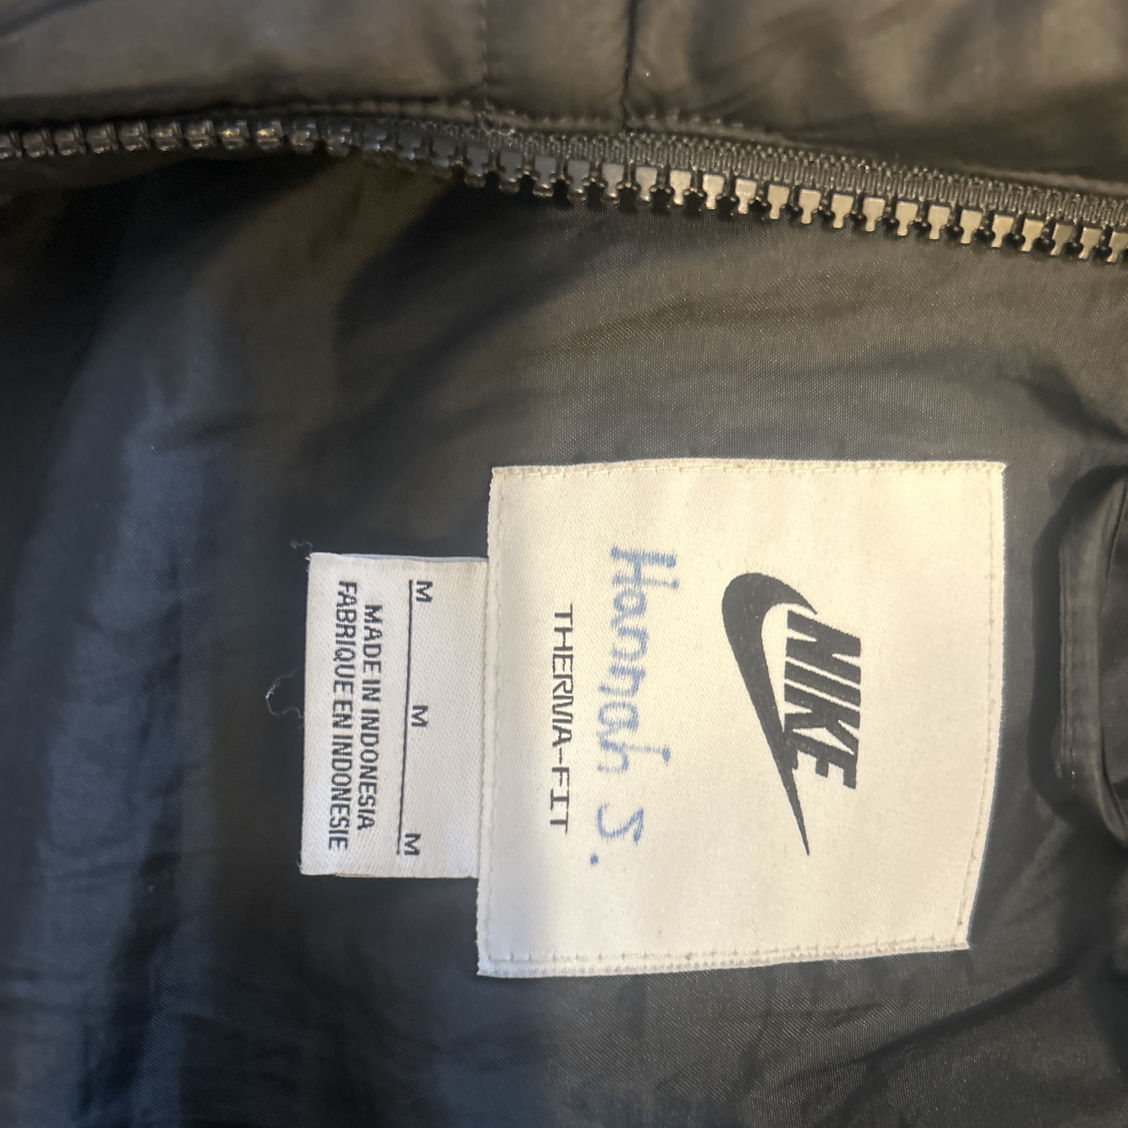 NIKE
Hannah S.
THERMA-FIT
M M M
MADE IN INDONESIA
FABRIQUE EN INDONESIE